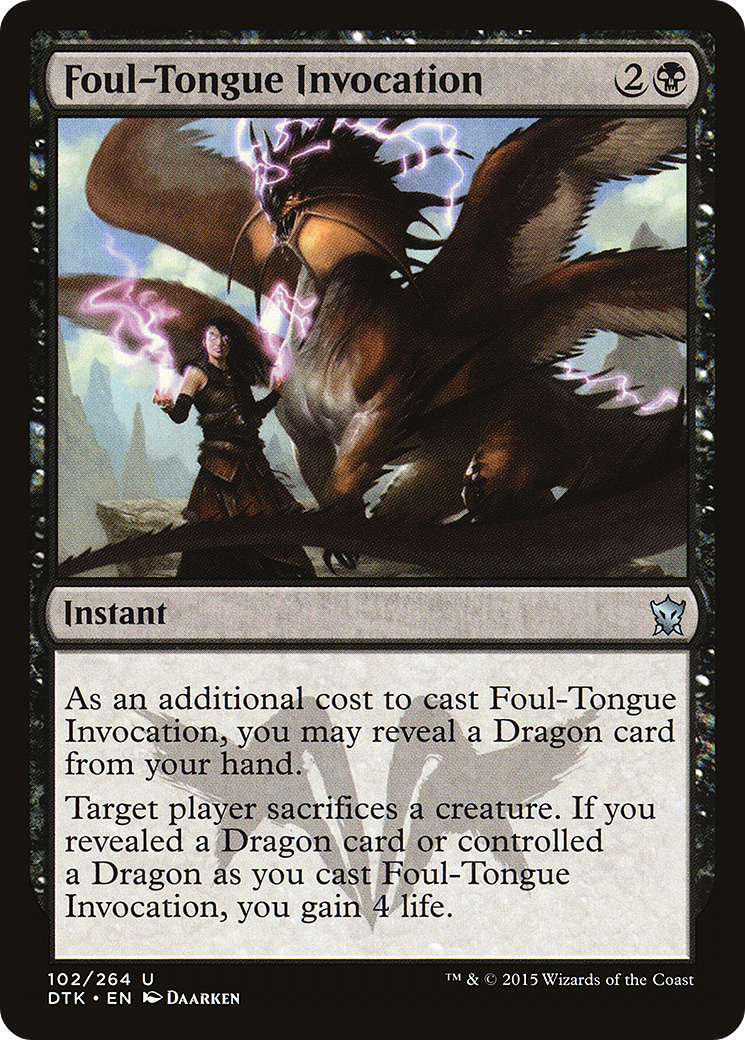 Foul-Tongue Invocation 2
Instant
As an additional cost to cast Foul-Tongue
Invocation, you may reveal a Dragon card
from your hand.
Target player sacrifices a creature. If you
revealed a Dragon card or controlled
a Dragon as you cast Foul-Tongue
Invocation, you gain 4 life.
102/264 U
DTK • EN Daarken
™ & © 2015 Wizards of the Coast